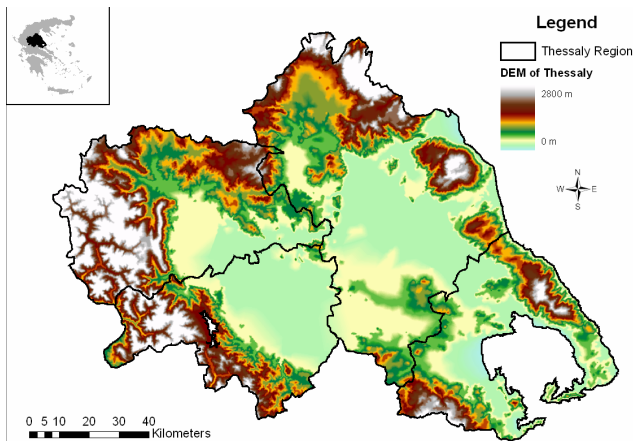 Legend
Thessaly Region
DEM of Thessaly
2800 m
0 m
N
W E
S
0 5 10 20 30 40
Kilometers